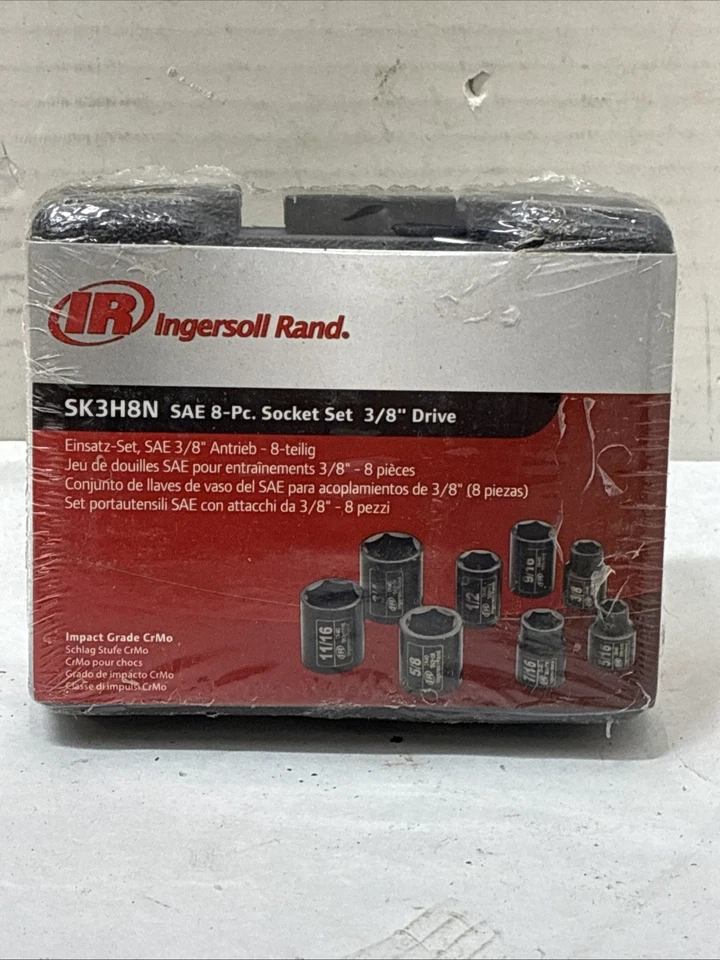 IR Ingersoll Rand.
SK3H8N SAE 8-Pc. Socket Set 3/8" Drive
Einsatz-Set, SAE 3/8" Antrieb - 8-teilig
Jeu de douilles SAE pour entraînements 3/8" - 8 pièces
Conjunto de llaves de vaso del SAE para acoplamientos de 3/8" (8 piezas)
Set portautensili SAE con attacchi da 3/8" - 8 pezzi
9/16
3/8
1/2
11/16
5/8
7/16
5/16
Impact Grade CrMo
Schlag Stufe CrMo
CrMo pour chocs
Grado de impacto CrMo
Classe di impulsi CrMo